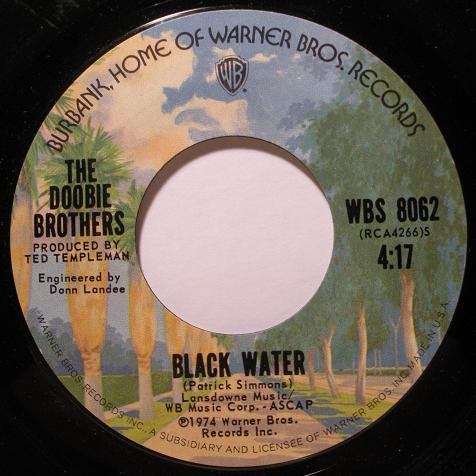 BURBANK, HOME OF WARNER BROS. RECORDS
WB
THE
DOOBIE
BROTHERS
PRODUCED BY
TED TEMPLEMAN
Engineered by
Donn Landee
WBS 8062
(RCA4266)S
4:17
BLACK WATER
(Patrick Simmons)
Lansdowne Music/
WB Music Corp. - ASCAP
℗1974 Warner Bros.
Records Inc.
WARNER BROS. RECORDS INC., A SUBSIDIARY AND LICENSEE OF WARNER BROS. INC. MADE IN U.S.A.